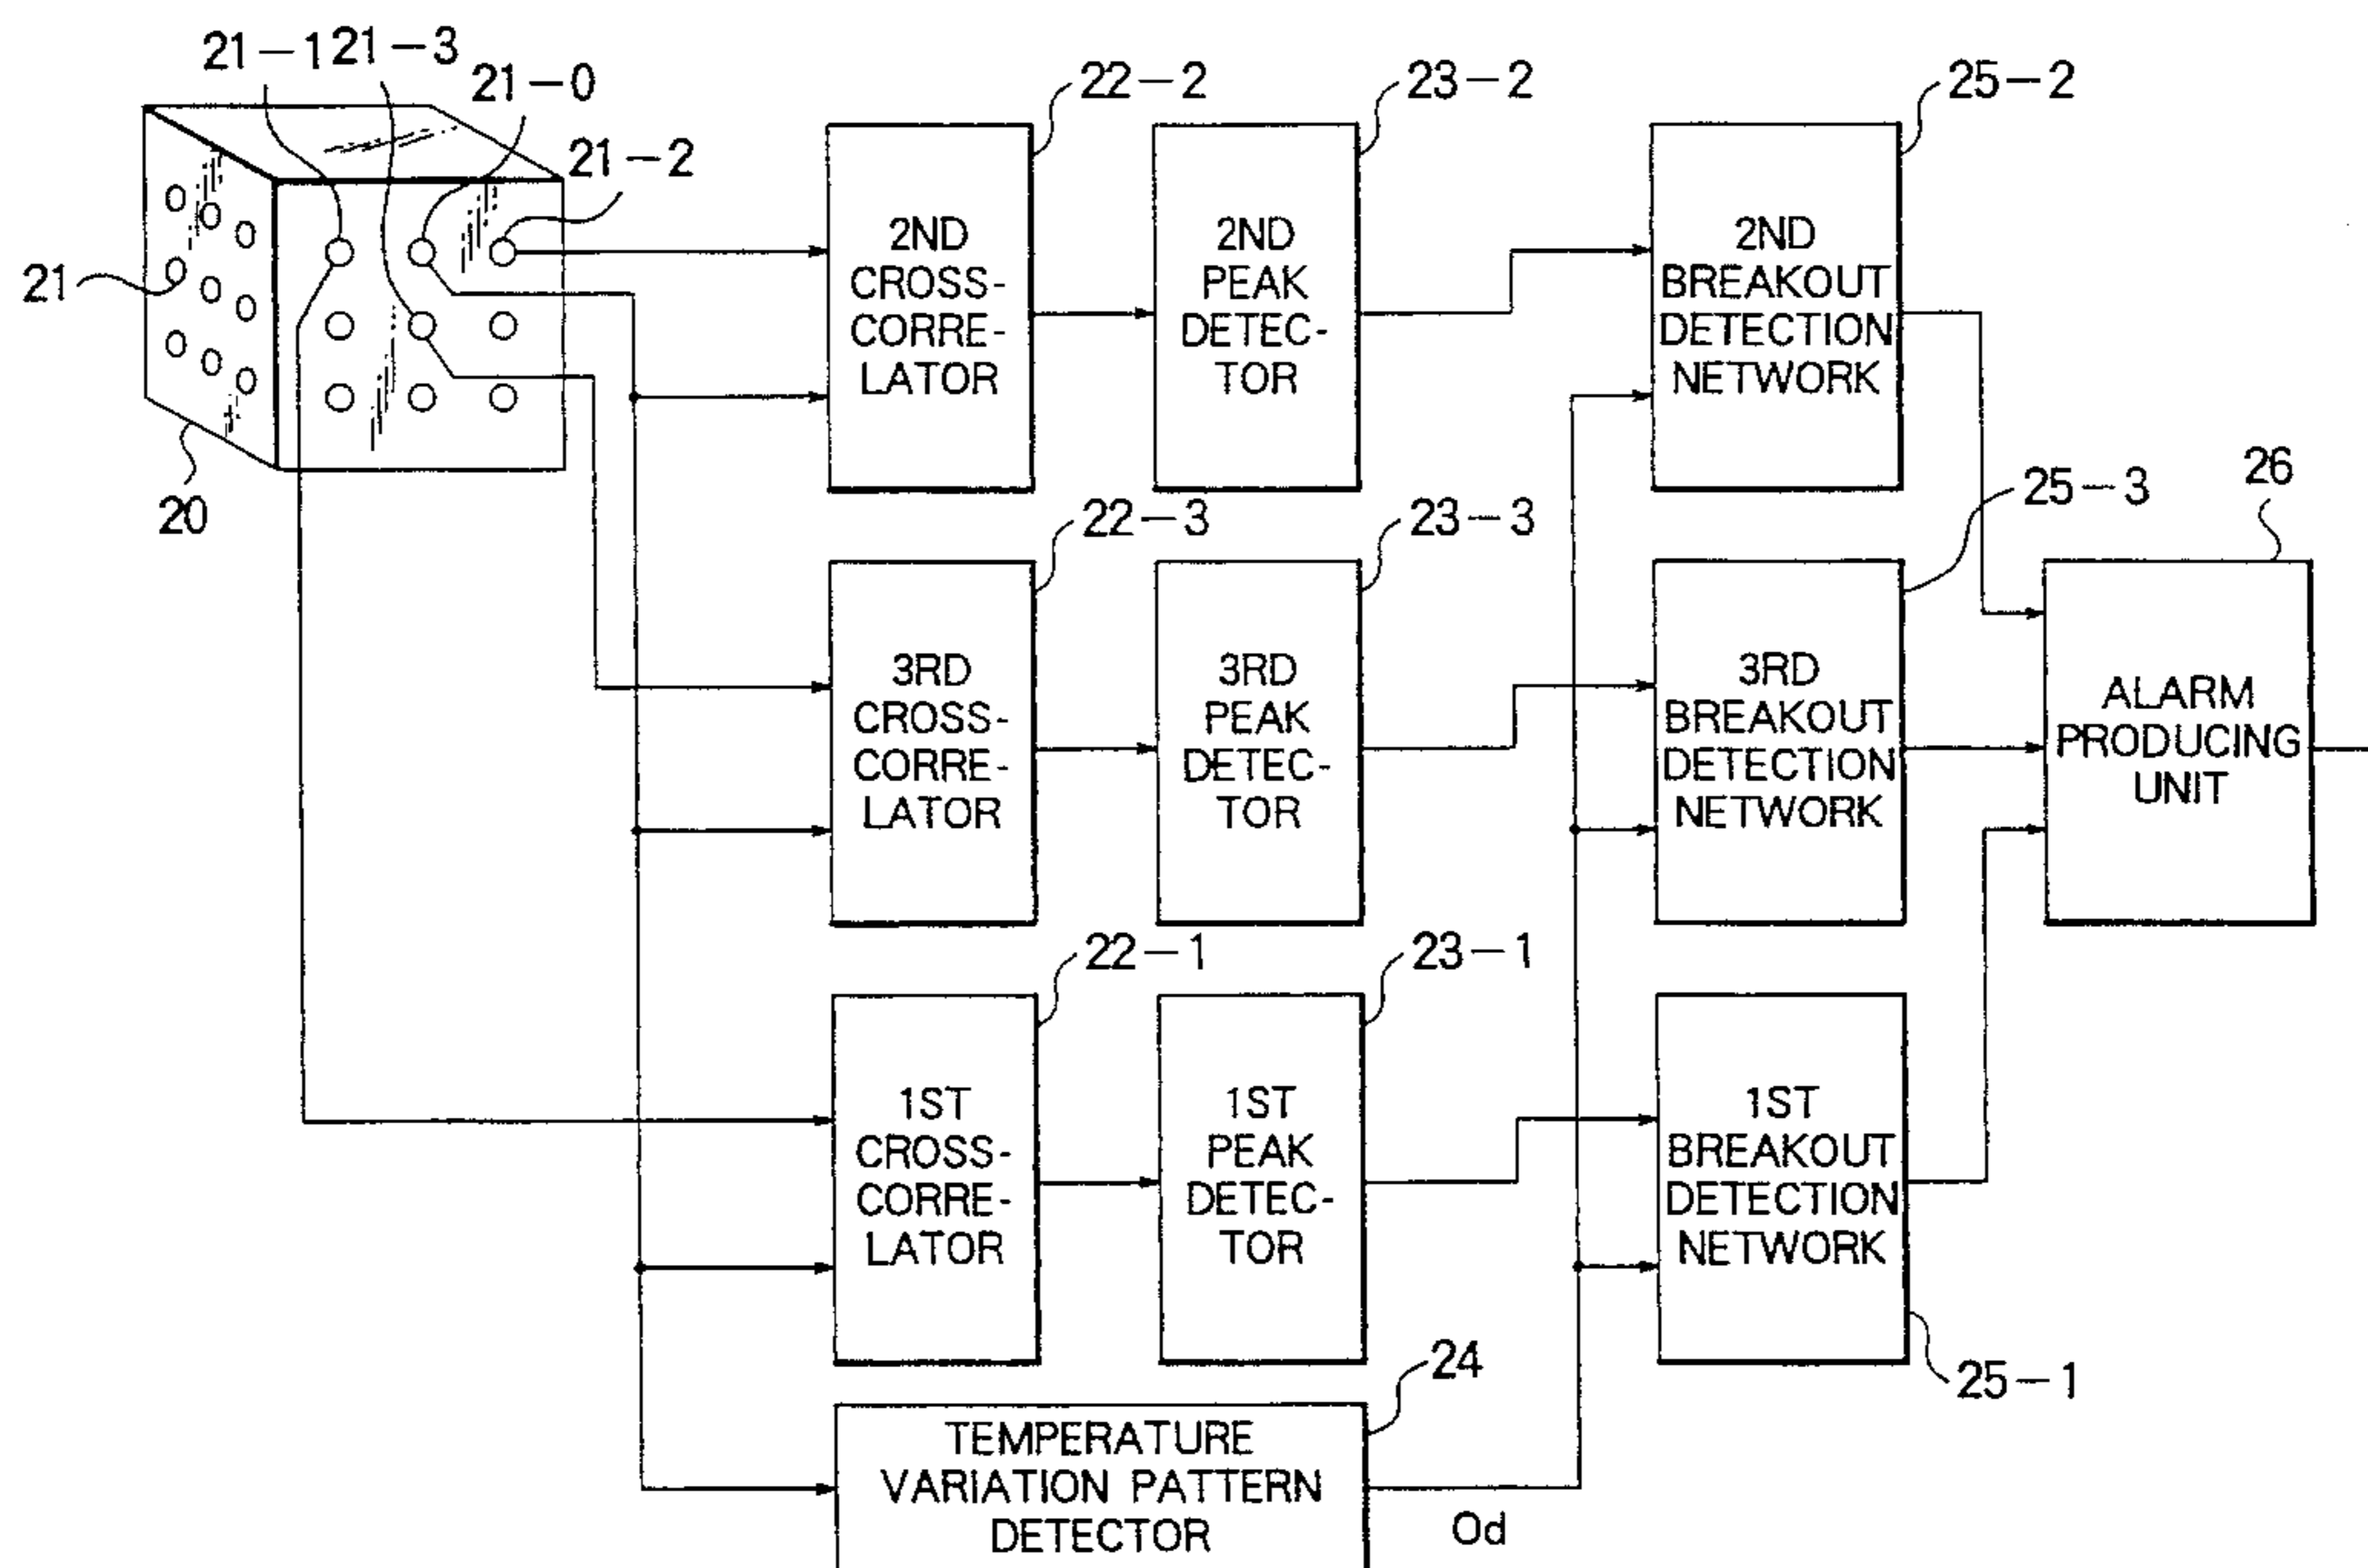 21-1 21-3
21-0
21-2
21
20
22-2
23-2
25-2
2ND
CROSS-
CORRE-
LATOR
2ND
PEAK
DETEC-
TOR
2ND
BREAKOUT
DETECTION
NETWORK
22-3
23-3
25-3
26
3RD
CROSS-
CORRE-
LATOR
3RD
PEAK
DETEC-
TOR
3RD
BREAKOUT
DETECTION
NETWORK
ALARM
PRODUCING
UNIT
22-1
23-1
1ST
CROSS-
CORRE-
LATOR
1ST
PEAK
DETEC-
TOR
1ST
BREAKOUT
DETECTION
NETWORK
25-1
24
TEMPERATURE
VARIATION PATTERN
DETECTOR
Od